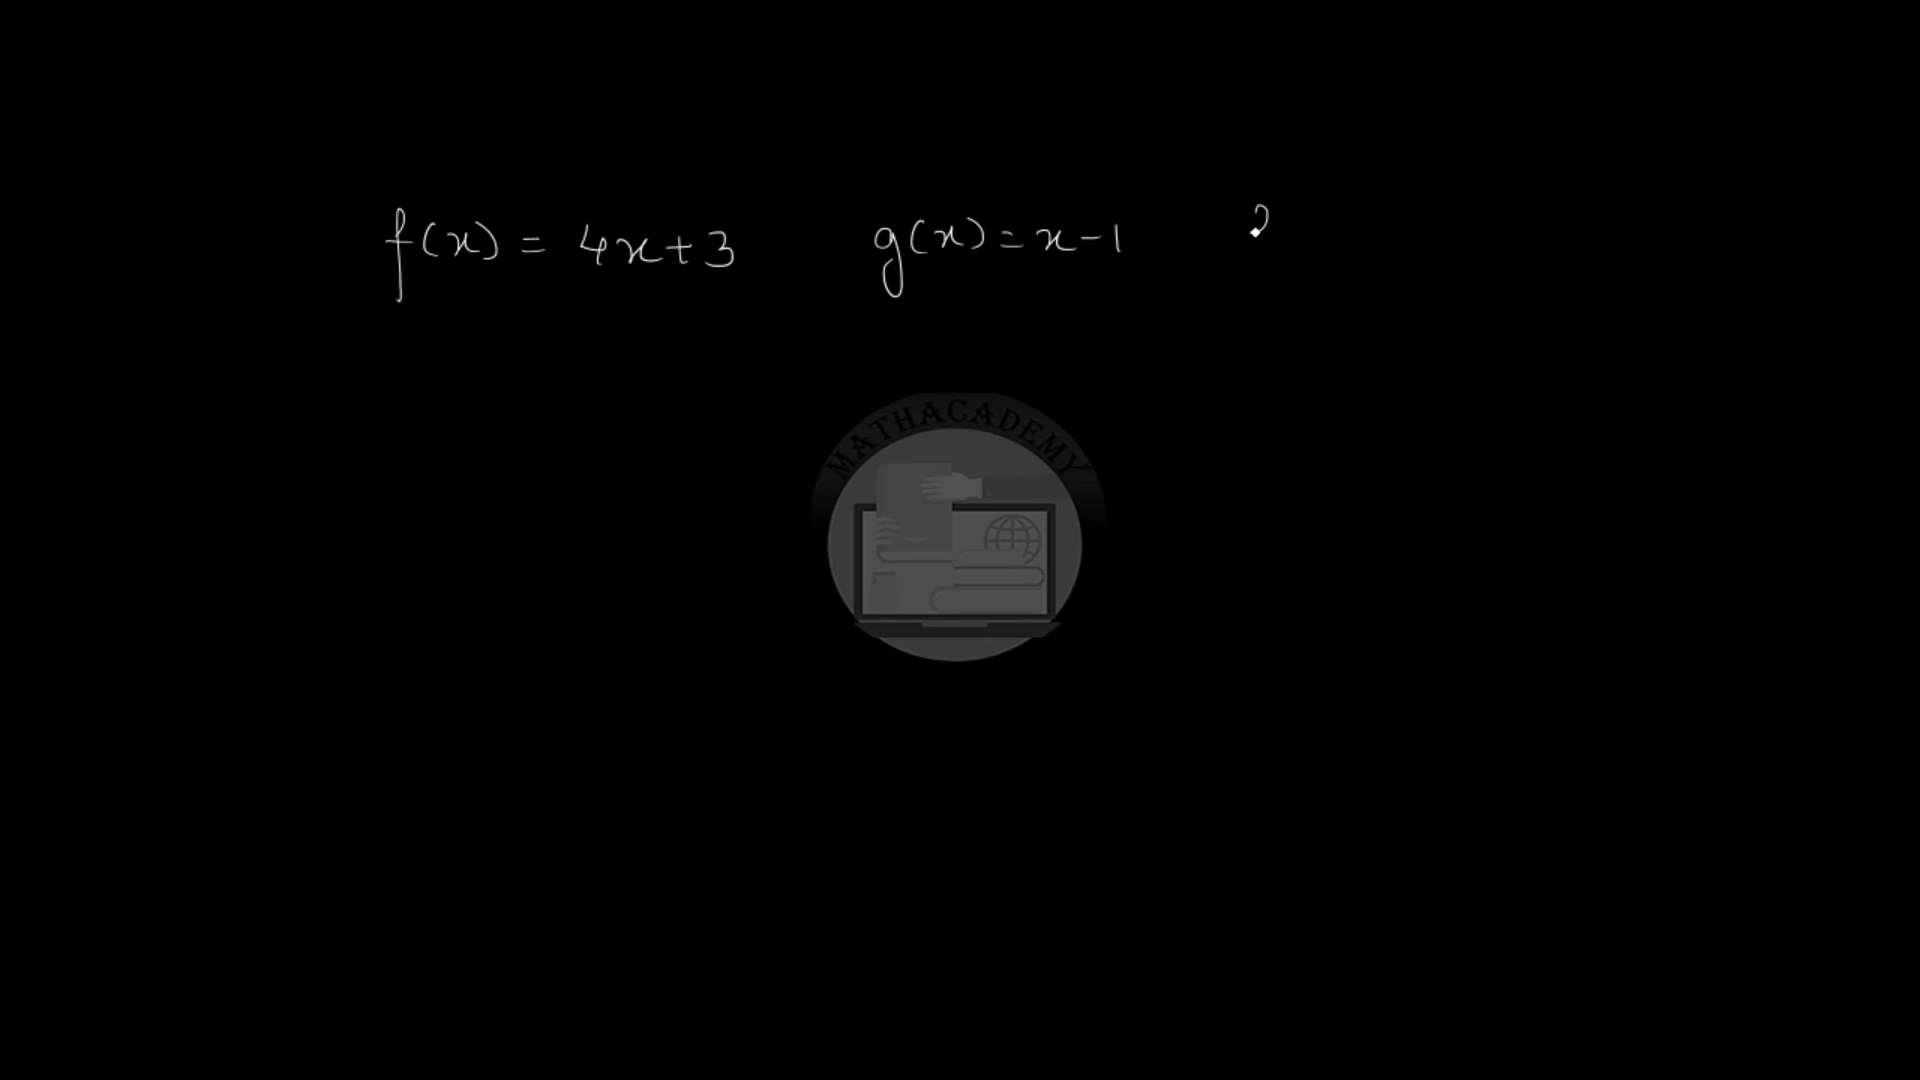 f(x) = 4x+3 g(x) = x-1
MATHACADEMY